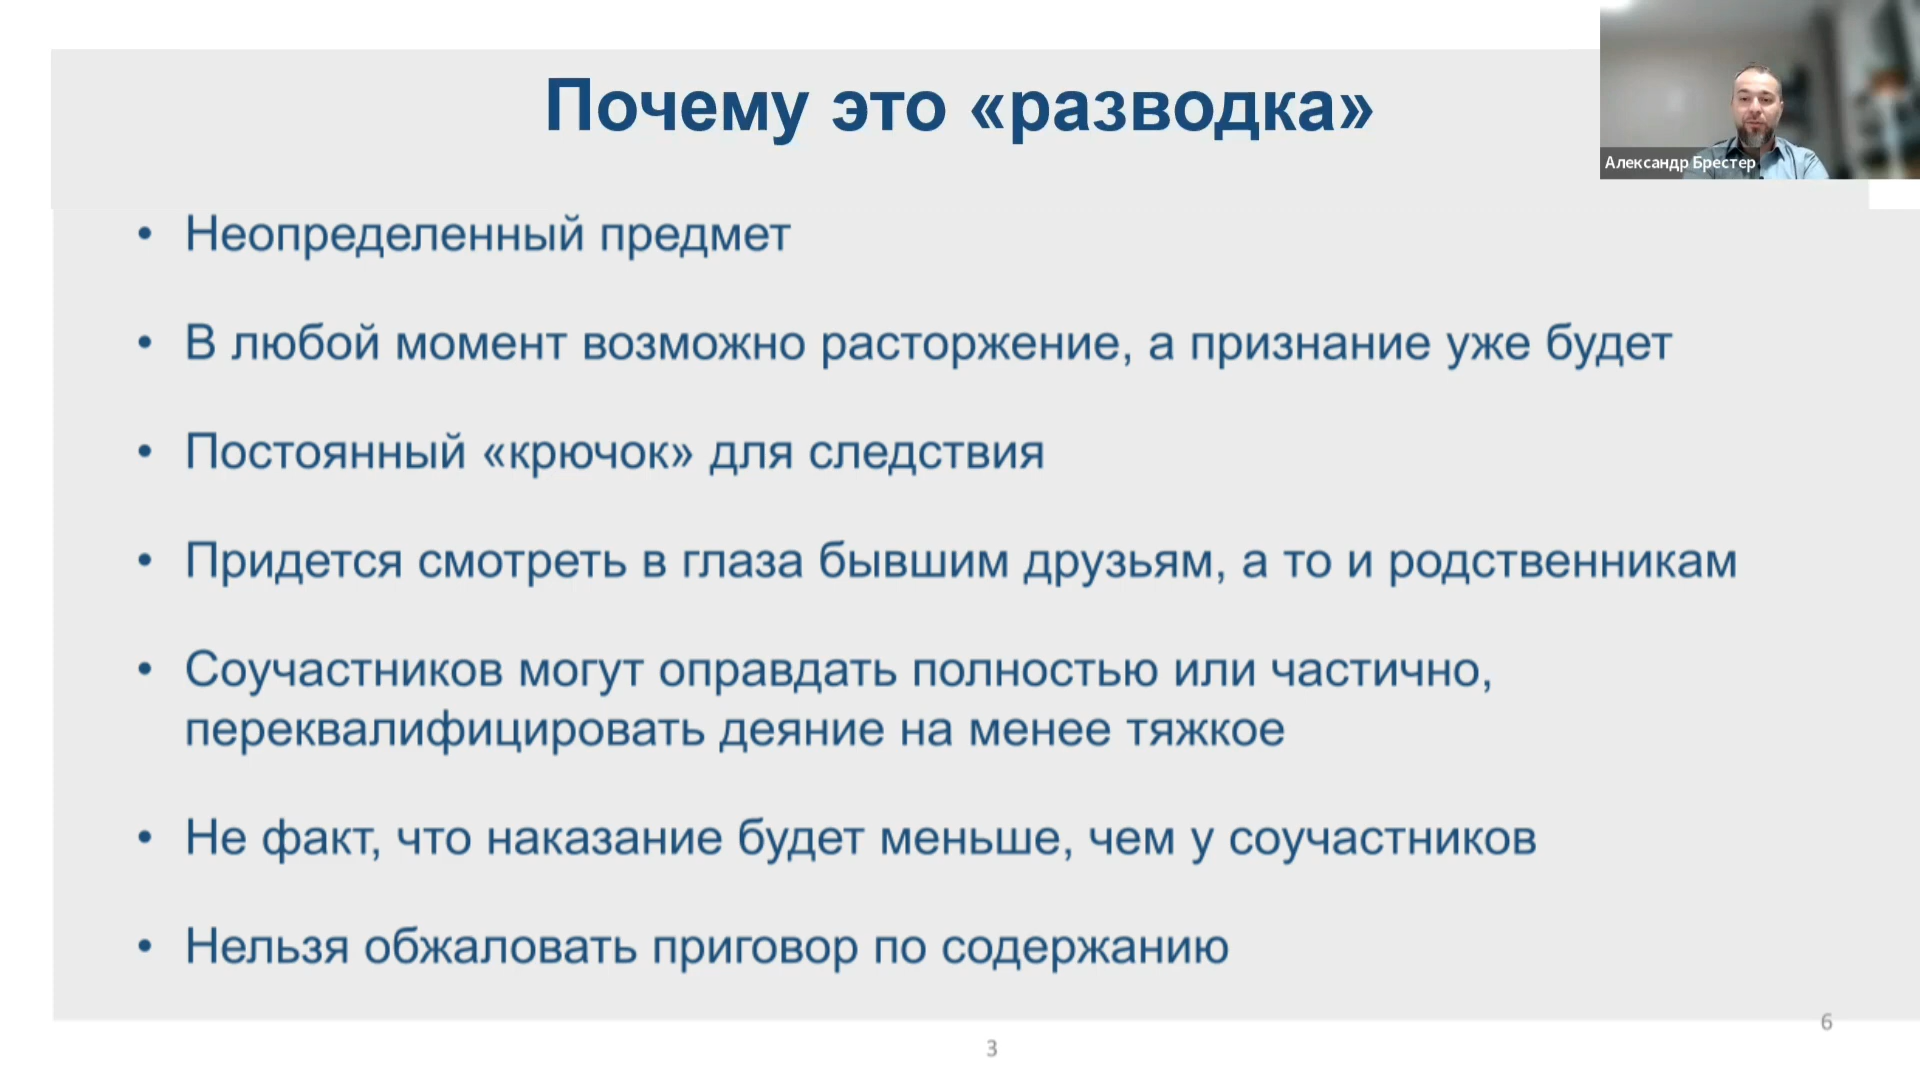 Почему это «разводка»
Александр Брестер
• Неопределенный предмет
• В любой момент возможно расторжение, а признание уже будет
• Постоянный «крючок» для следствия
• Придется смотреть в глаза бывшим друзьям, а то и родственникам
• Соучастников могут оправдать полностью или частично,
переквалифицировать деяние на менее тяжкое
• Не факт, что наказание будет меньше, чем у соучастников
• Нельзя обжаловать приговор по содержанию
6
3